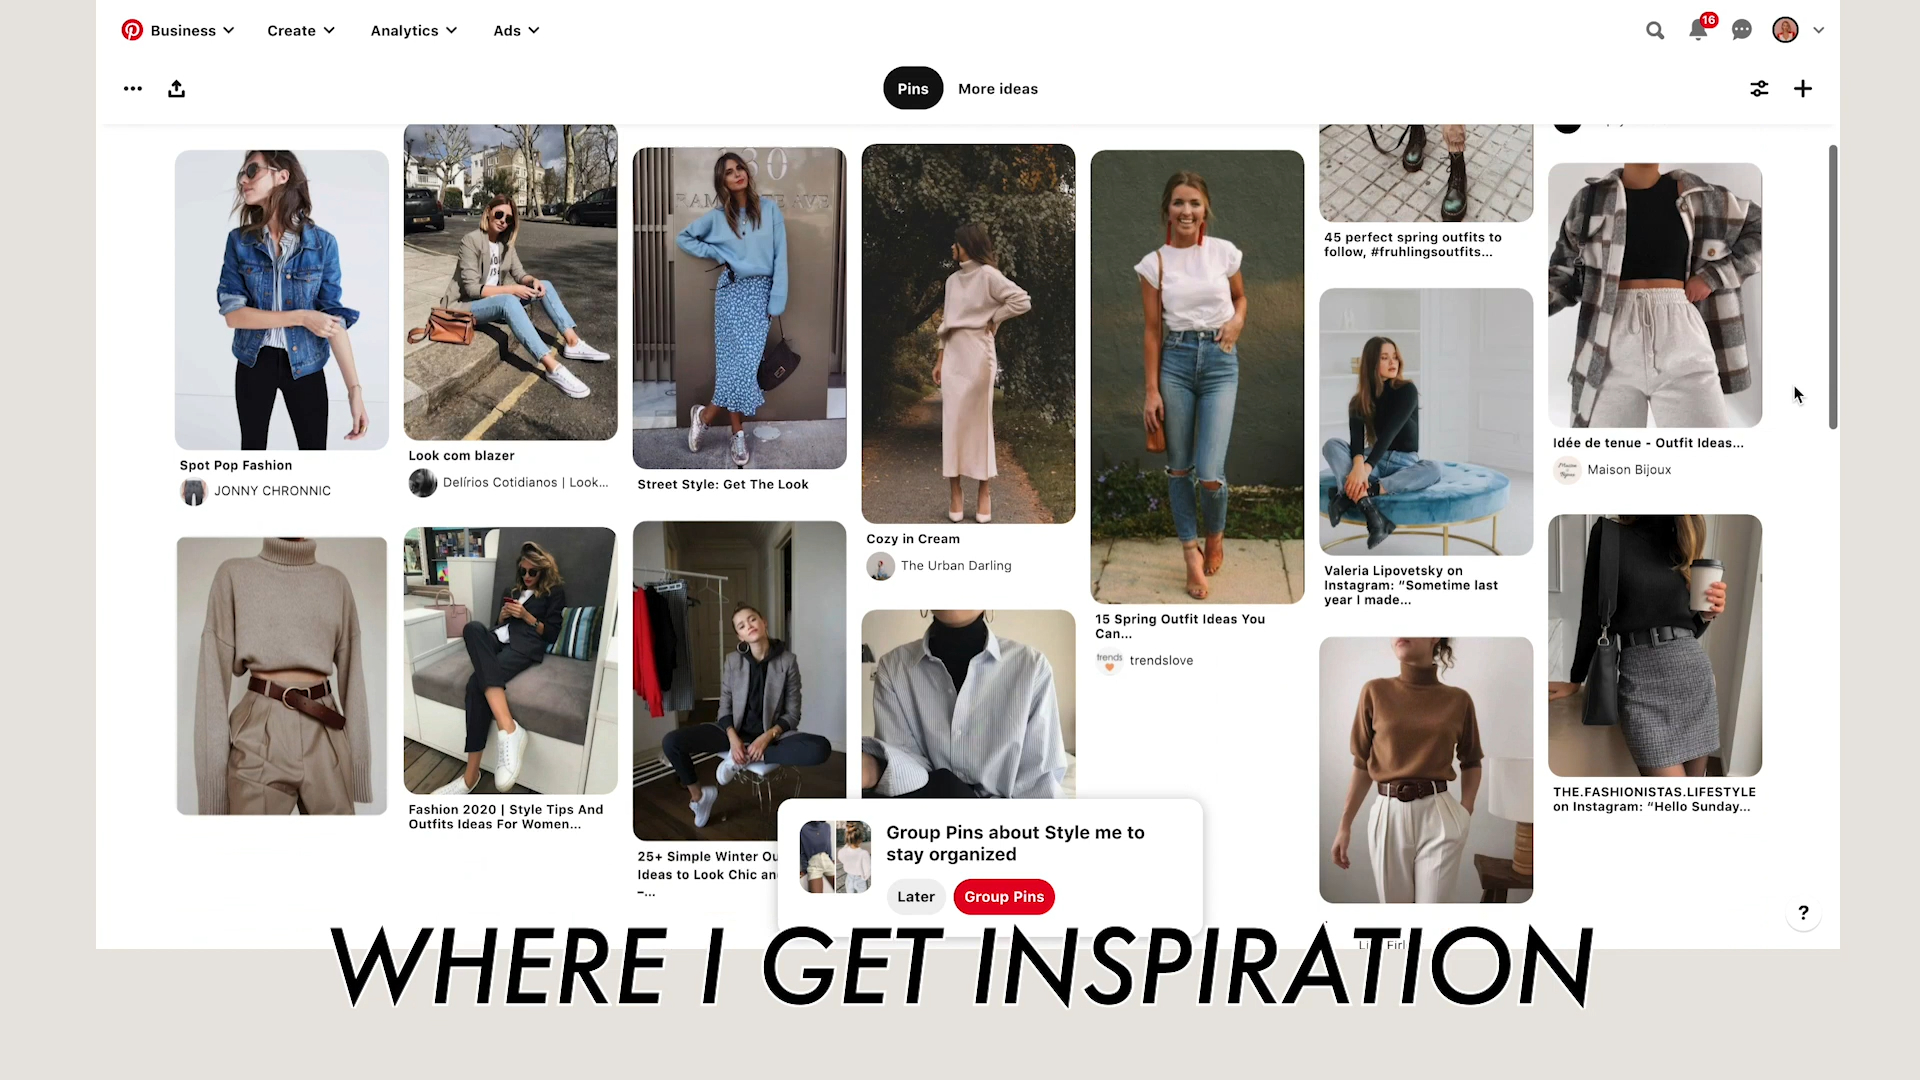 Business
Create
Analytics
Ads
16
Pins
More ideas
Spot Pop Fashion
JONNY CHRONNIC
Look com blazer
Delírios Cotidianos | Look...
Street Style: Get The Look
Cozy in Cream
The Urban Darling
15 Spring Outfit Ideas You
Can...
trends
trendslove
45 perfect spring outfits to
follow, #fruhlingsoutfits...
Valeria Lipovetsky on
Instagram: “Sometime last
year I made...
Idée de tenue - Outfit Ideas...
Maison Bijoux
THE.FASHIONISTAS.LIFESTYLE
on Instagram: “Hello Sunday...
Fashion 2020 | Style Tips And
Outfits Ideas For Women...
25+ Simple Winter Ou
Ideas to Look Chic an
–...
Group Pins about Style me to
stay organized
Later
Group Pins
?
WHERE I GET INSPIRATION